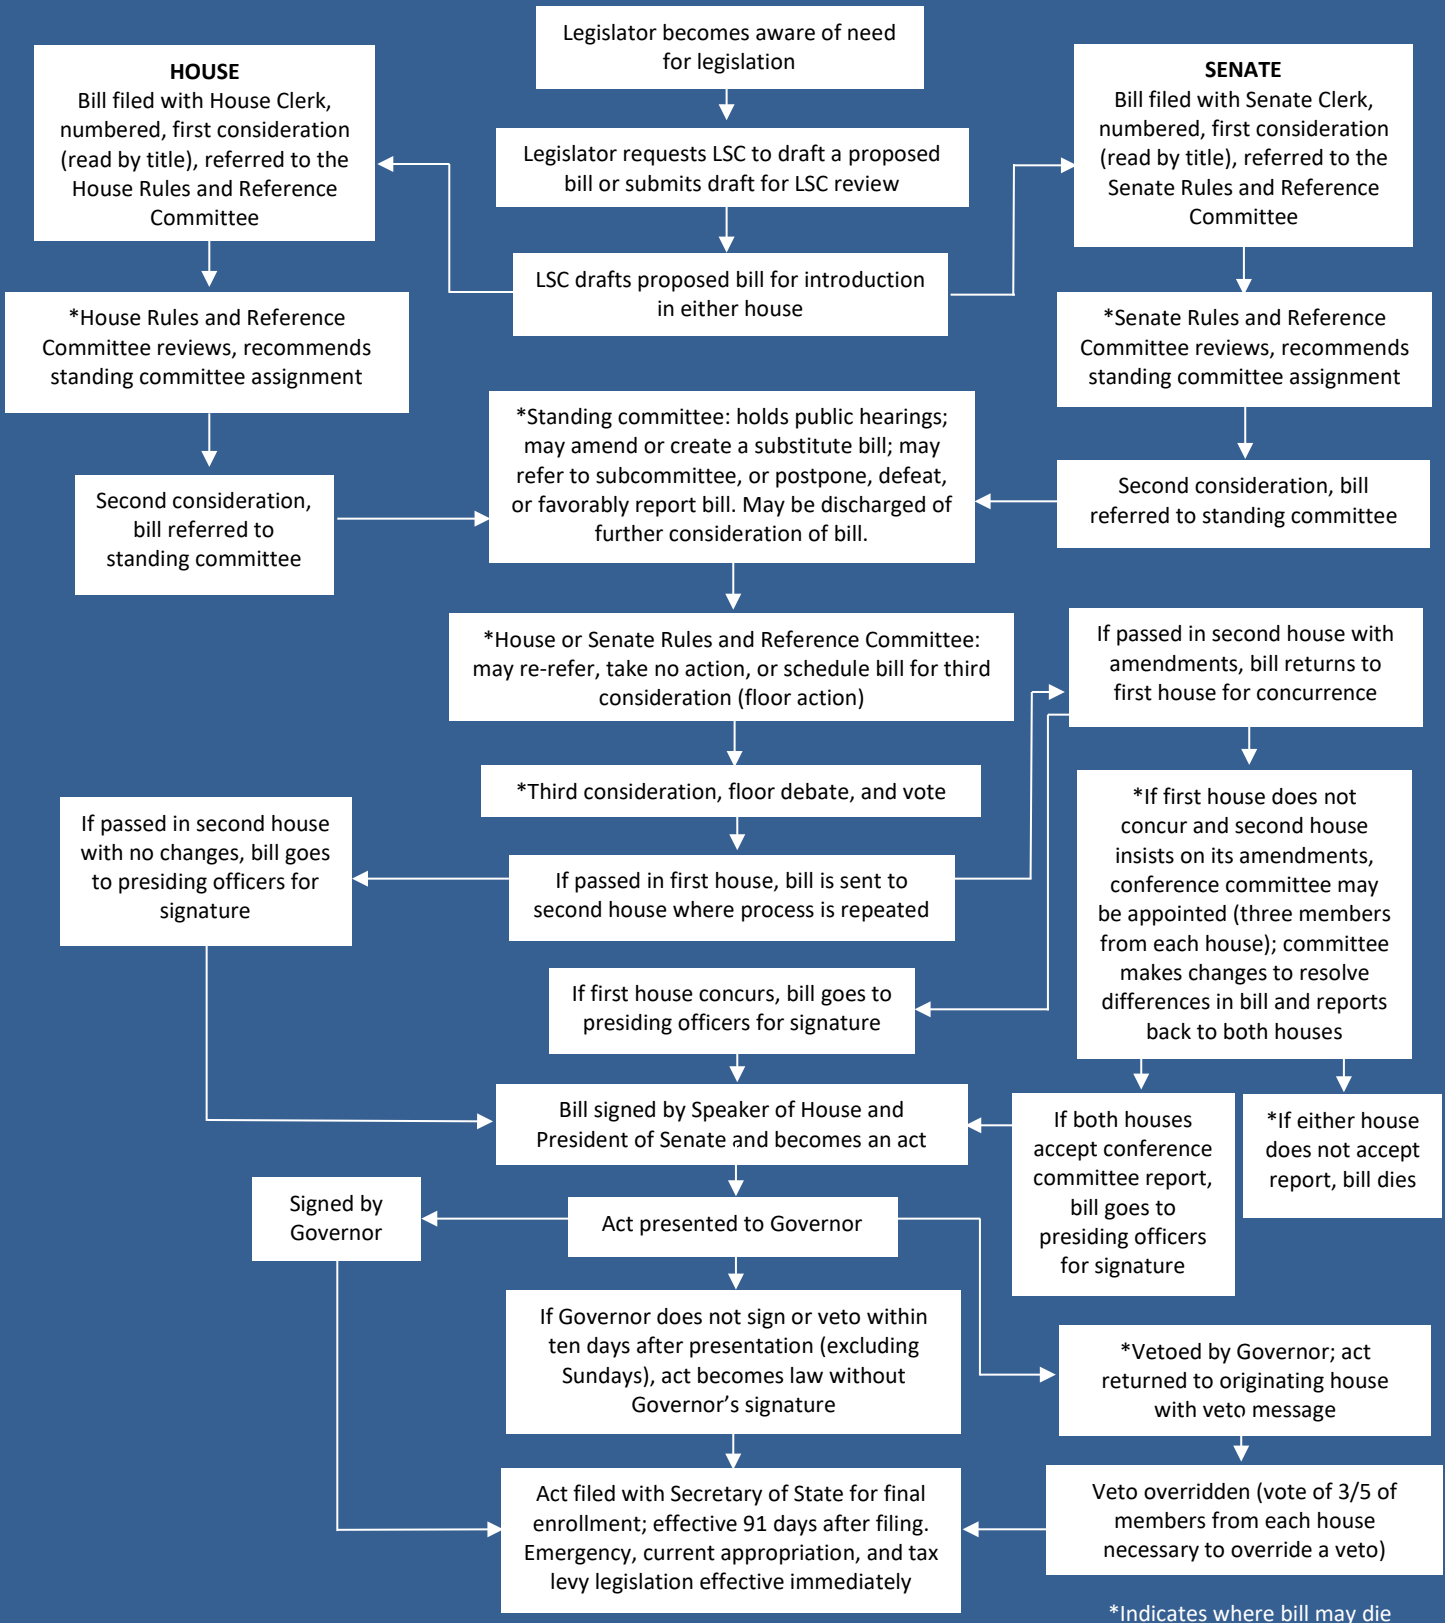 Legislator becomes aware of need
for legislation
HOUSE
Bill filed with House Clerk,
numbered, first consideration
(read by title), referred to the
House Rules and Reference
Committee
SENATE
Bill filed with Senate Clerk,
numbered, first consideration
(read by title), referred to the
Senate Rules and Reference
Committee
Legislator requests LSC to draft a proposed
bill or submits draft for LSC review
LSC drafts proposed bill for introduction
in either house
*House Rules and Reference
Committee reviews, recommends
standing committee assignment
*Senate Rules and Reference
Committee reviews, recommends
standing committee assignment
*Standing committee: holds public hearings;
may amend or create a substitute bill; may
refer to subcommittee, or postpone, defeat,
or favorably report bill. May be discharged of
further consideration of bill.
Second consideration,
bill referred to
standing committee
Second consideration, bill
referred to standing committee
*House or Senate Rules and Reference Committee:
may re-refer, take no action, or schedule bill for third
consideration (floor action)
If passed in second house with
amendments, bill returns to
first house for concurrence
*Third consideration, floor debate, and vote
If passed in second house
with no changes, bill goes
to presiding officers for
signature
If passed in first house, bill is sent to
second house where process is repeated
*If first house does not
concur and second house
insists on its amendments,
conference committee may
be appointed (three members
from each house); committee
makes changes to resolve
differences in bill and reports
back to both houses
If first house concurs, bill goes to
presiding officers for signature
Bill signed by Speaker of House and
President of Senate and becomes an act
If both houses
accept conference
committee report,
bill goes to
presiding officers
for signature
*If either house
does not accept
report, bill dies
Signed by
Governor
Act presented to Governor
If Governor does not sign or veto within
ten days after presentation (excluding
Sundays), act becomes law without
Governor’s signature
*Vetoed by Governor; act
returned to originating house
with veto message
Act filed with Secretary of State for final
enrollment; effective 91 days after filing.
Emergency, current appropriation, and tax
levy legislation effective immediately
Veto overridden (vote of 3/5 of
members from each house
necessary to override a veto)
*Indicates where bill may die